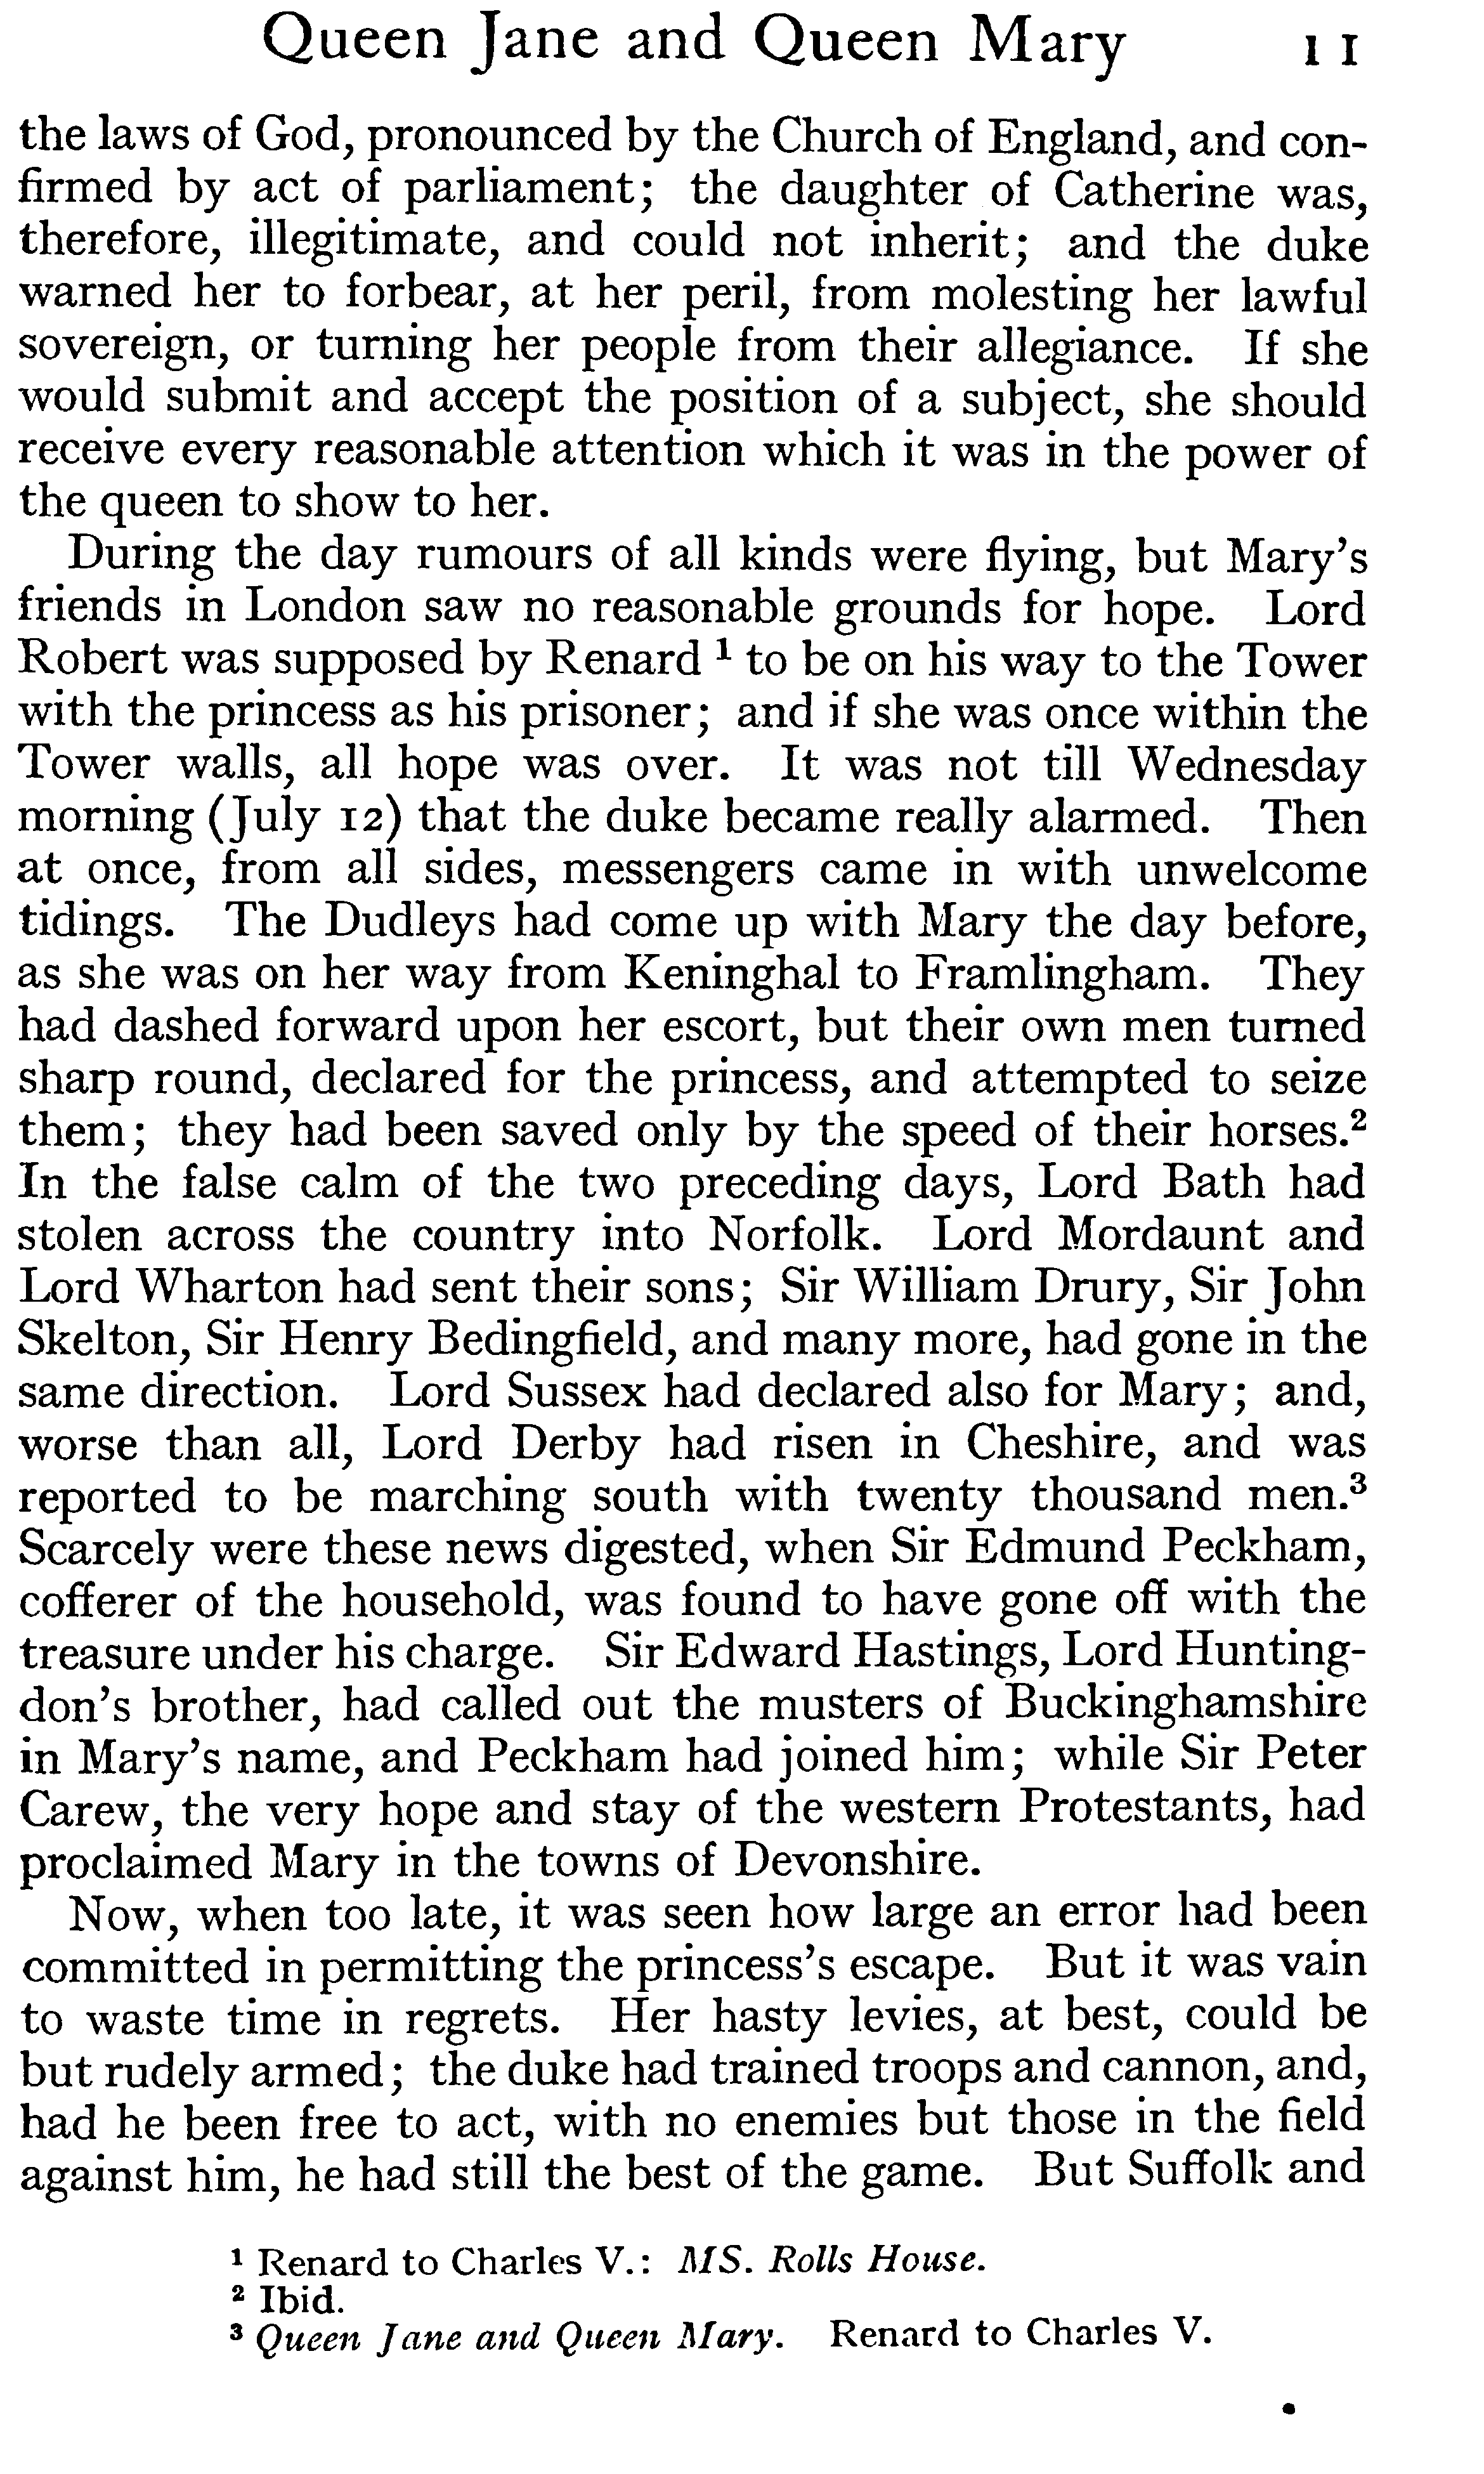 Queen Jane and Queen Mary 11
the laws of God, pronounced by the Church of England, and con-
firmed by act of parliament; the daughter of Catherine was,
therefore, illegitimate, and could not inherit; and the duke
warned her to forbear, at her peril, from molesting her lawful
sovereign, or turning her people from their allegiance. If she
would submit and accept the position of a subject, she should
receive every reasonable attention which it was in the power of
the queen to show to her.
During the day rumours of all kinds were flying, but Mary's
friends in London saw no reasonable grounds for hope. Lord
Robert was supposed by Renard ¹ to be on his way to the Tower
with the princess as his prisoner; and if she was once within the
Tower walls, all hope was over. It was not till Wednesday
morning (July 12) that the duke became really alarmed. Then
at once, from all sides, messengers came in with unwelcome
tidings. The Dudleys had come up with Mary the day before,
as she was on her way from Keninghal to Framlingham. They
had dashed forward upon her escort, but their own men turned
sharp round, declared for the princess, and attempted to seize
them; they had been saved only by the speed of their horses.²
In the false calm of the two preceding days, Lord Bath had
stolen across the country into Norfolk. Lord Mordaunt and
Lord Wharton had sent their sons; Sir William Drury, Sir John
Skelton, Sir Henry Bedingfield, and many more, had gone in the
same direction. Lord Sussex had declared also for Mary; and,
worse than all, Lord Derby had risen in Cheshire, and was
reported to be marching south with twenty thousand men.³
Scarcely were these news digested, when Sir Edmund Peckham,
cofferer of the household, was found to have gone off with the
treasure under his charge. Sir Edward Hastings, Lord Hunting-
don's brother, had called out the musters of Buckinghamshire
in Mary's name, and Peckham had joined him; while Sir Peter
Carew, the very hope and stay of the western Protestants, had
proclaimed Mary in the towns of Devonshire.
Now, when too late, it was seen how large an error had been
committed in permitting the princess's escape. But it was vain
to waste time in regrets. Her hasty levies, at best, could be
but rudely armed; the duke had trained troops and cannon, and,
had he been free to act, with no enemies but those in the field
against him, he had still the best of the game. But Suffolk and
¹ Renard to Charles V.: MS. Rolls House.
² Ibid.
³ Queen Jane and Queen Mary. Renard to Charles V.